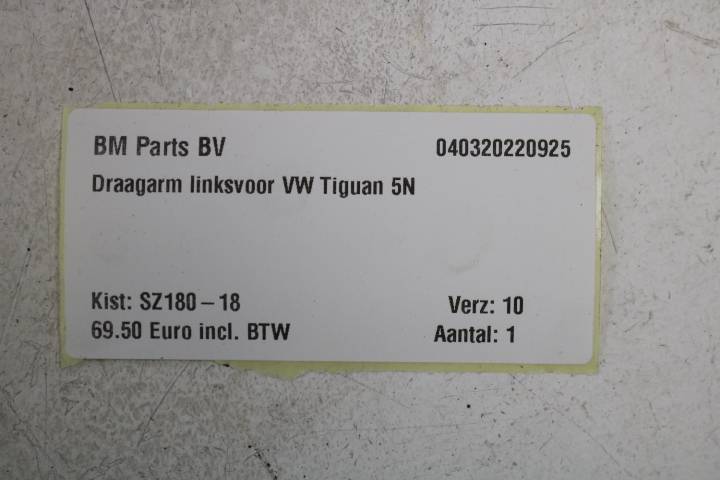 BM Parts BV 040320220925
Draagarm linksvoor VW Tiguan 5N
Kist: SZ180-18 Verz: 10
69.50 Euro incl. BTW Aantal: 1